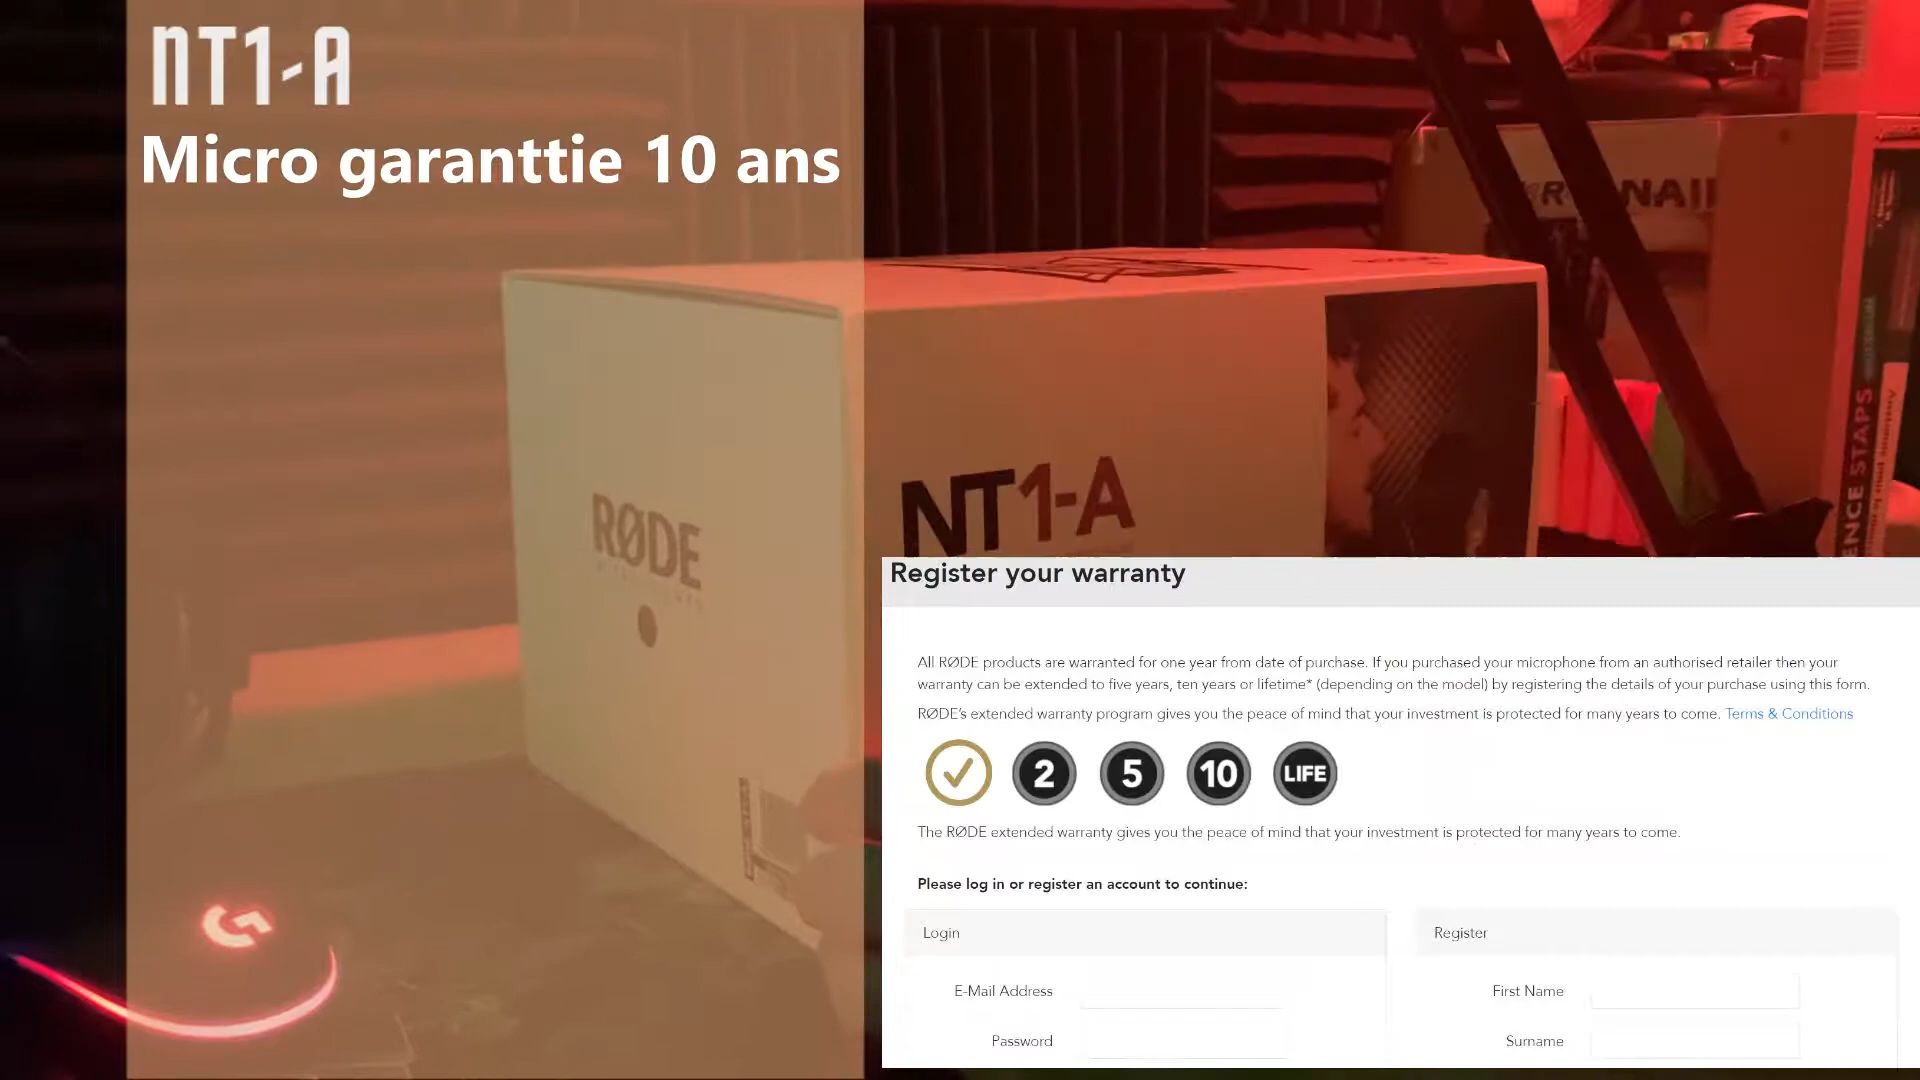 NT1-A
Micro garanttie 10 ans
RØDE
NT1-A
ENCE STAPS
Register your warranty
All RØDE products are warranted for one year from date of purchase. If you purchased your microphone from an authorised retailer then your
warranty can be extended to five years, ten years or lifetime* (depending on the model) by registering the details of your purchase using this form.
RØDE's extended warranty program gives you the peace of mind that your investment is protected for many years to come. Terms & Conditions
2 5 10 LIFE
The RØDE extended warranty gives you the peace of mind that your investment is protected for many years to come.
Please log in or register an account to continue:
Login
Register
E-Mail Address
First Name
Password
Surname